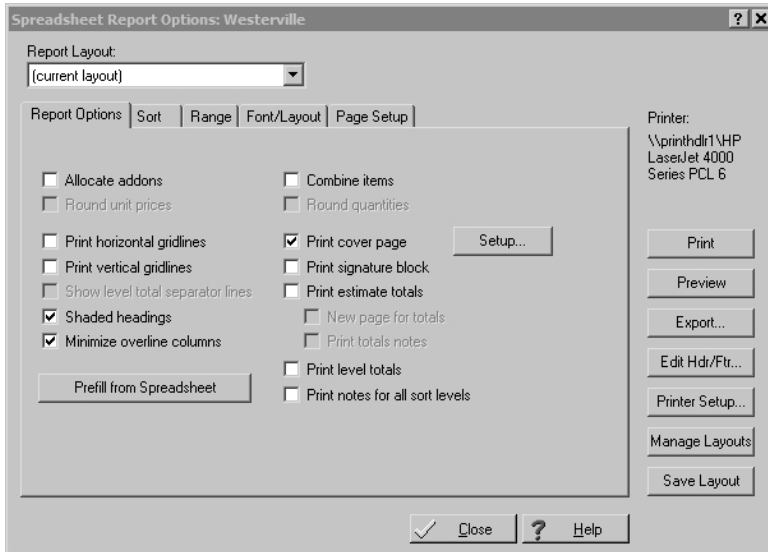 Spreadsheet Report Options: Westerville
Report Layout:
(current layout)
Report Options
Sort
Range
Font/Layout
Page Setup
Allocate addons
Combine items
Round unit prices
Round quantities
Print horizontal gridlines
Print cover page
Setup...
Print vertical gridlines
Print signature block
Show level total separator lines
Print estimate totals
Shaded headings
New page for totals
Minimize overline columns
Print totals notes
Print level totals
Prefill from Spreadsheet
Print notes for all sort levels
Printer:
\\printhdlr1\HP
LaserJet 4000
Series PCL 6
Print
Preview
Export...
Edit Hdr/Ftr...
Printer Setup...
Manage Layouts
Save Layout
Close
? Help